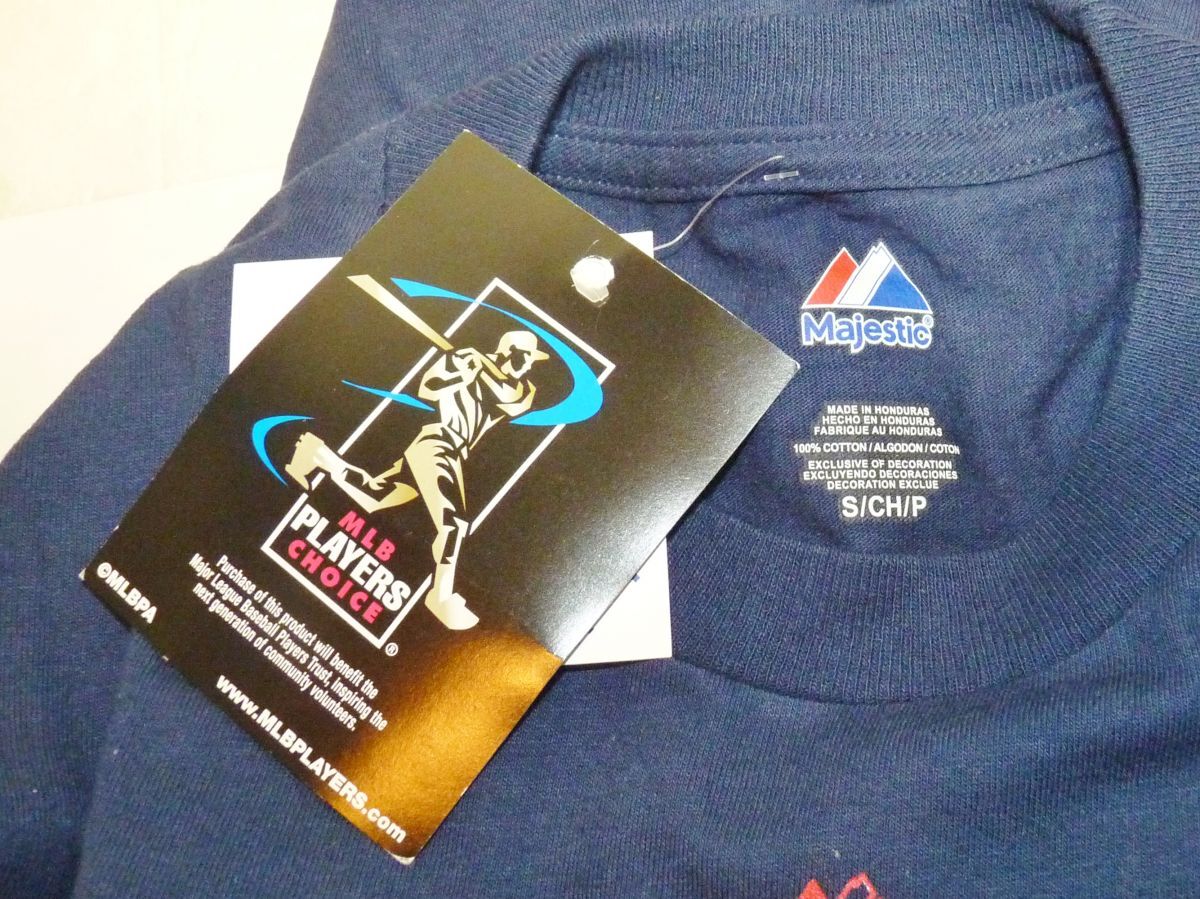 MLB
PLAYERS
CHOICE
®
©MLBPA
Purchase of this product will benefit the
Major League Baseball Players Trust, inspiring the
next generation of community volunteers.
www.MLBPLAYERS.com
Majestic®
MADE IN HONDURAS
HECHO EN HONDURAS
FABRIQUE AU HONDURAS
100% COTTON / ALGODON / COTON
EXCLUSIVE OF DECORATION
EXCLUYENDO DECORACIONES
DECORATION EXCLUE
S/CH/P